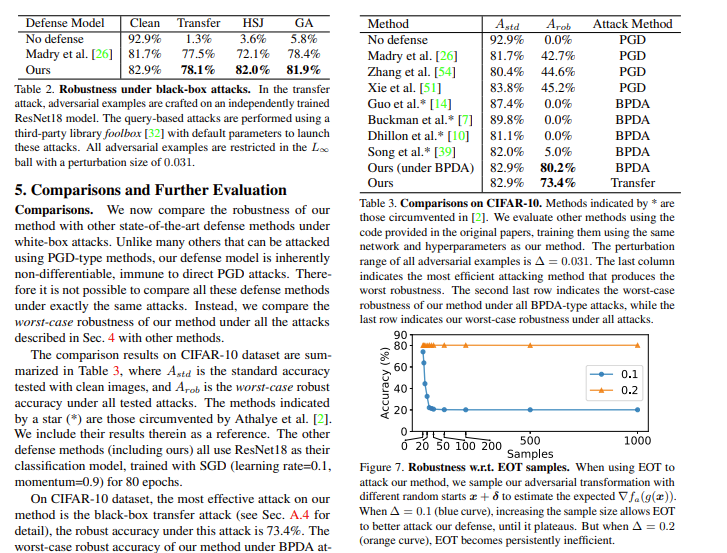 Defense Model Clean Transfer HSJ GA
No defense 92.9% 1.3% 3.6% 5.8%
Madry et al. [26] 81.7% 77.5% 72.1% 78.4%
Ours 82.9% 78.1% 82.0% 81.9%
Table 2. Robustness under black-box attacks. In the transfer
attack, adversarial examples are crafted on an independently trained
ResNet18 model. The query-based attacks are performed using a
third-party library foolbox [32] with default parameters to launch
these attacks. All adversarial examples are restricted in the L∞
ball with a perturbation size of 0.031.
5. Comparisons and Further Evaluation
Comparisons. We now compare the robustness of our
method with other state-of-the-art defense methods under
white-box attacks. Unlike many others that can be attacked
using PGD-type methods, our defense model is inherently
non-differentiable, immune to direct PGD attacks. There-
fore it is not possible to compare all these defense methods
under exactly the same attacks. Instead, we compare the
worst-case robustness of our method under all the attacks
described in Sec. 4 with other methods.
The comparison results on CIFAR-10 dataset are sum-
marized in Table 3, where A_std is the standard accuracy
tested with clean images, and A_rob is the worst-case robust
accuracy under all tested attacks. The methods indicated
by a star (*) are those circumvented by Athalye et al. [2].
We include their results therein as a reference. The other
defense methods (including ours) all use ResNet18 as their
classification model, trained with SGD (learning rate=0.1,
momentum=0.9) for 80 epochs.
On CIFAR-10 dataset, the most effective attack on our
method is the black-box transfer attack (see Sec. A.4 for
detail), the robust accuracy under this attack is 73.4%. The
worst-case robust accuracy of our method under BPDA at-
Method A_std A_rob Attack Method
No defense 92.9% 0.0% PGD
Madry et al. [26] 81.7% 42.7% PGD
Zhang et al. [54] 80.4% 44.6% PGD
Xie et al. [51] 83.8% 45.2% PGD
Guo et al.* [14] 87.4% 0.0% BPDA
Buckman et al.* [7] 89.8% 0.0% BPDA
Dhillon et al.* [10] 81.1% 0.0% BPDA
Song et al.* [39] 82.0% 5.0% BPDA
Ours (under BPDA) 82.9% 80.2% BPDA
Ours 82.9% 73.4% Transfer
Table 3. Comparisons on CIFAR-10. Methods indicated by * are
those circumvented in [2]. We evaluate other methods using the
code provided in the original papers, training them using the same
network and hyperparameters as our method. The perturbation
range of all adversarial examples is Δ = 0.031. The last column
indicates the most efficient attacking method that produces the
worst robustness. The second last row indicates the worst-case
robustness of our method under all BPDA-type attacks, while the
last row indicates our worst-case robustness under all attacks.
90
80
60
40
20
0
Accuracy (%)
0.1
0.2
0 20 50 100 200 500 1000
Samples
Figure 7. Robustness w.r.t. EOT samples. When using EOT to
attack our method, we sample our adversarial transformation with
different random starts x + δ to estimate the expected ∇f_a(g(x)).
When Δ = 0.1 (blue curve), increasing the sample size allows EOT
to better attack our defense, until it plateaus. But when Δ = 0.2
(orange curve), EOT becomes persistently inefficient.